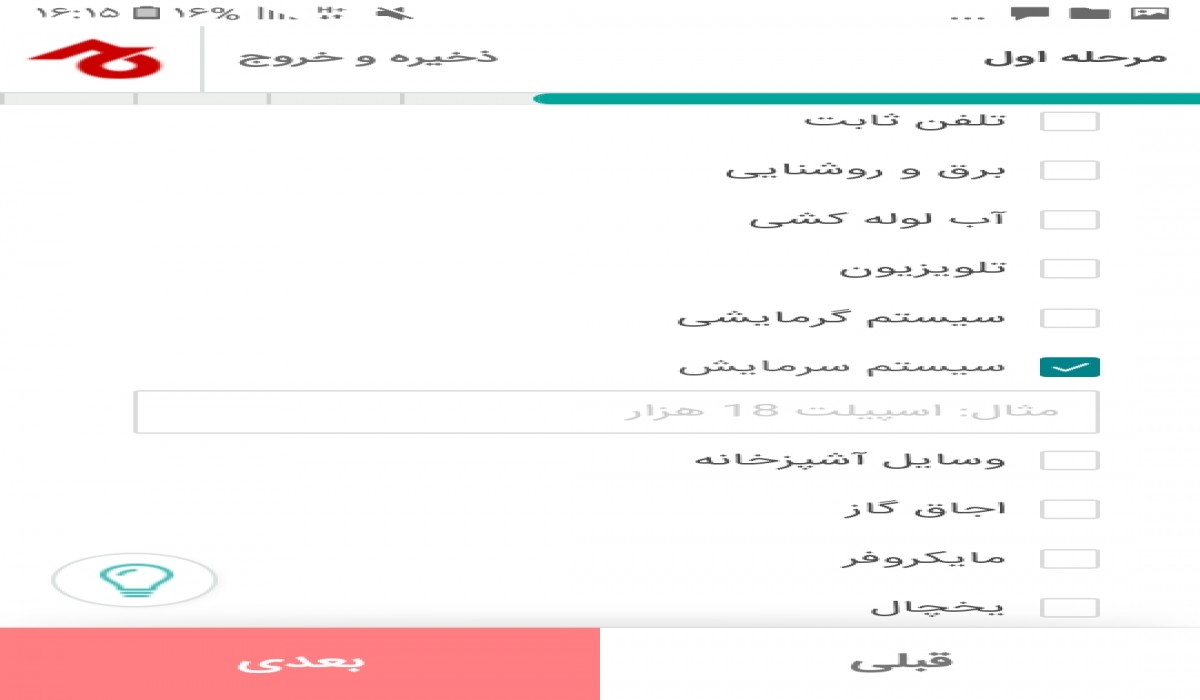 ۱۶:۱۵ ۱۶% H+
مرحله اول
ذخیره و خروج
تلفن ثابت
برق و روشنایی
آب لوله کشی
تلویزیون
سیستم گرمایشی
سیستم سرمایش
مثال: اسپیلت 18 هزار
وسایل آشپزخانه
اجاق گاز
مایکروفر
یخچال
قبلی
بعدی